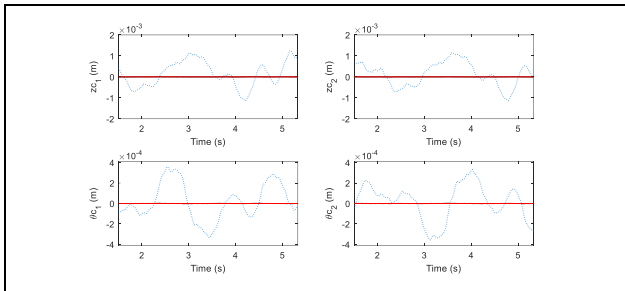 ×10⁻³
2
1
0
-1
-2
zc₁ (m)
2 3 4 5
Time (s)
×10⁻³
2
1
0
-1
-2
zc₂ (m)
2 3 4 5
Time (s)
×10⁻⁴
4
2
0
-2
-4
θc₁ (m)
2 3 4 5
Time (s)
×10⁻⁴
4
2
0
-2
-4
θc₂ (m)
2 3 4 5
Time (s)